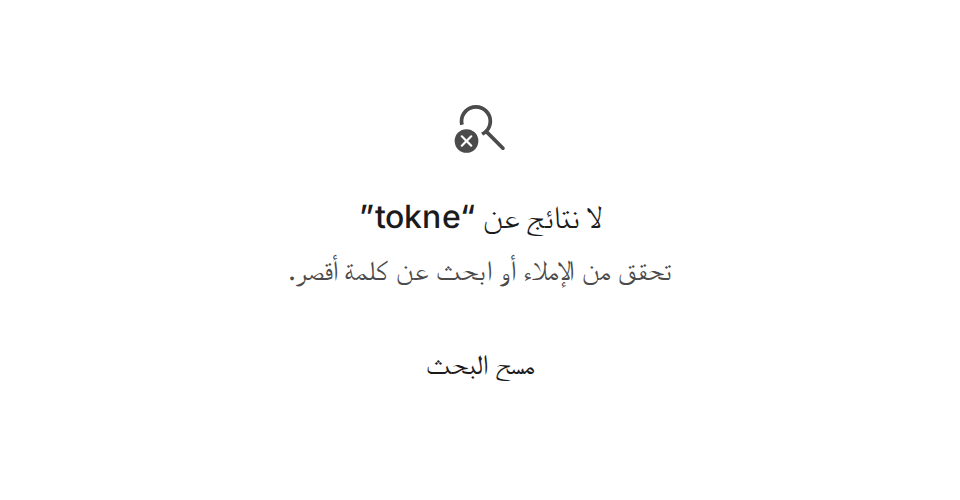 لا نتائج عن “tokne”
تحقق من الإملاء أو ابحث عن كلمة أقصر.
مسح البحث